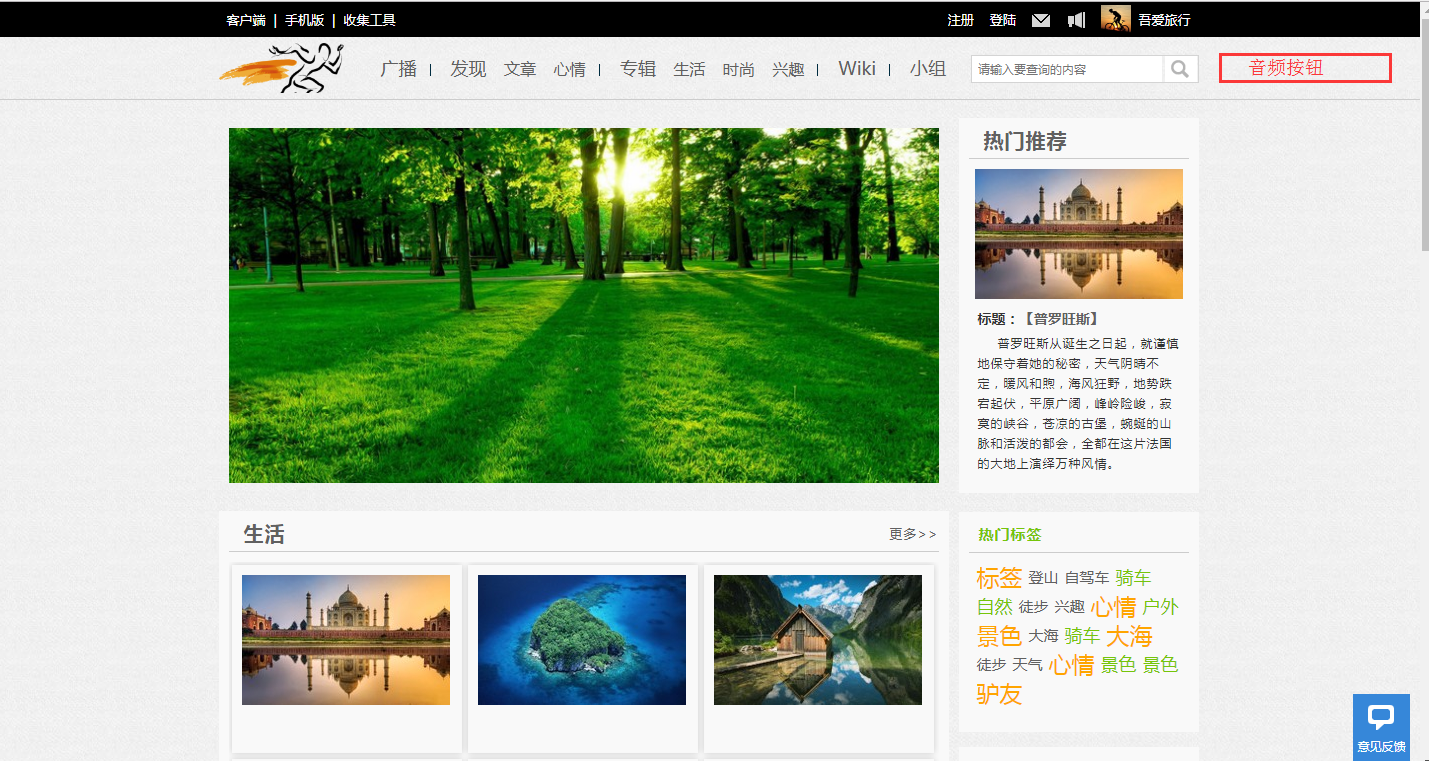 客户端 | 手机版 | 收集工具 注册 登陆 吾爱旅行
广播 | 发现 文章 心情 | 专辑 生活 时尚 兴趣 | Wiki | 小组 请输入要查询的内容 音频按钮
热门推荐
标题：【普罗旺斯】
普罗旺斯从诞生之日起，就谨慎
地保守着她的秘密，天气阴晴不
定，暖风和煦，海风狂野，地势跌
宕起伏，平原广阔，峰岭险峻，寂
寞的峡谷，苍凉的古堡，蜿蜒的山
脉和活泼的都会，全都在这片法国
的大地上演绎万种风情。
生活 更多>>
热门标签
标签 登山 自驾车 骑车
自然 徒步 兴趣 心情 户外
景色 大海 骑车 大海
徒步 天气 心情 景色 景色
驴友
意见反馈